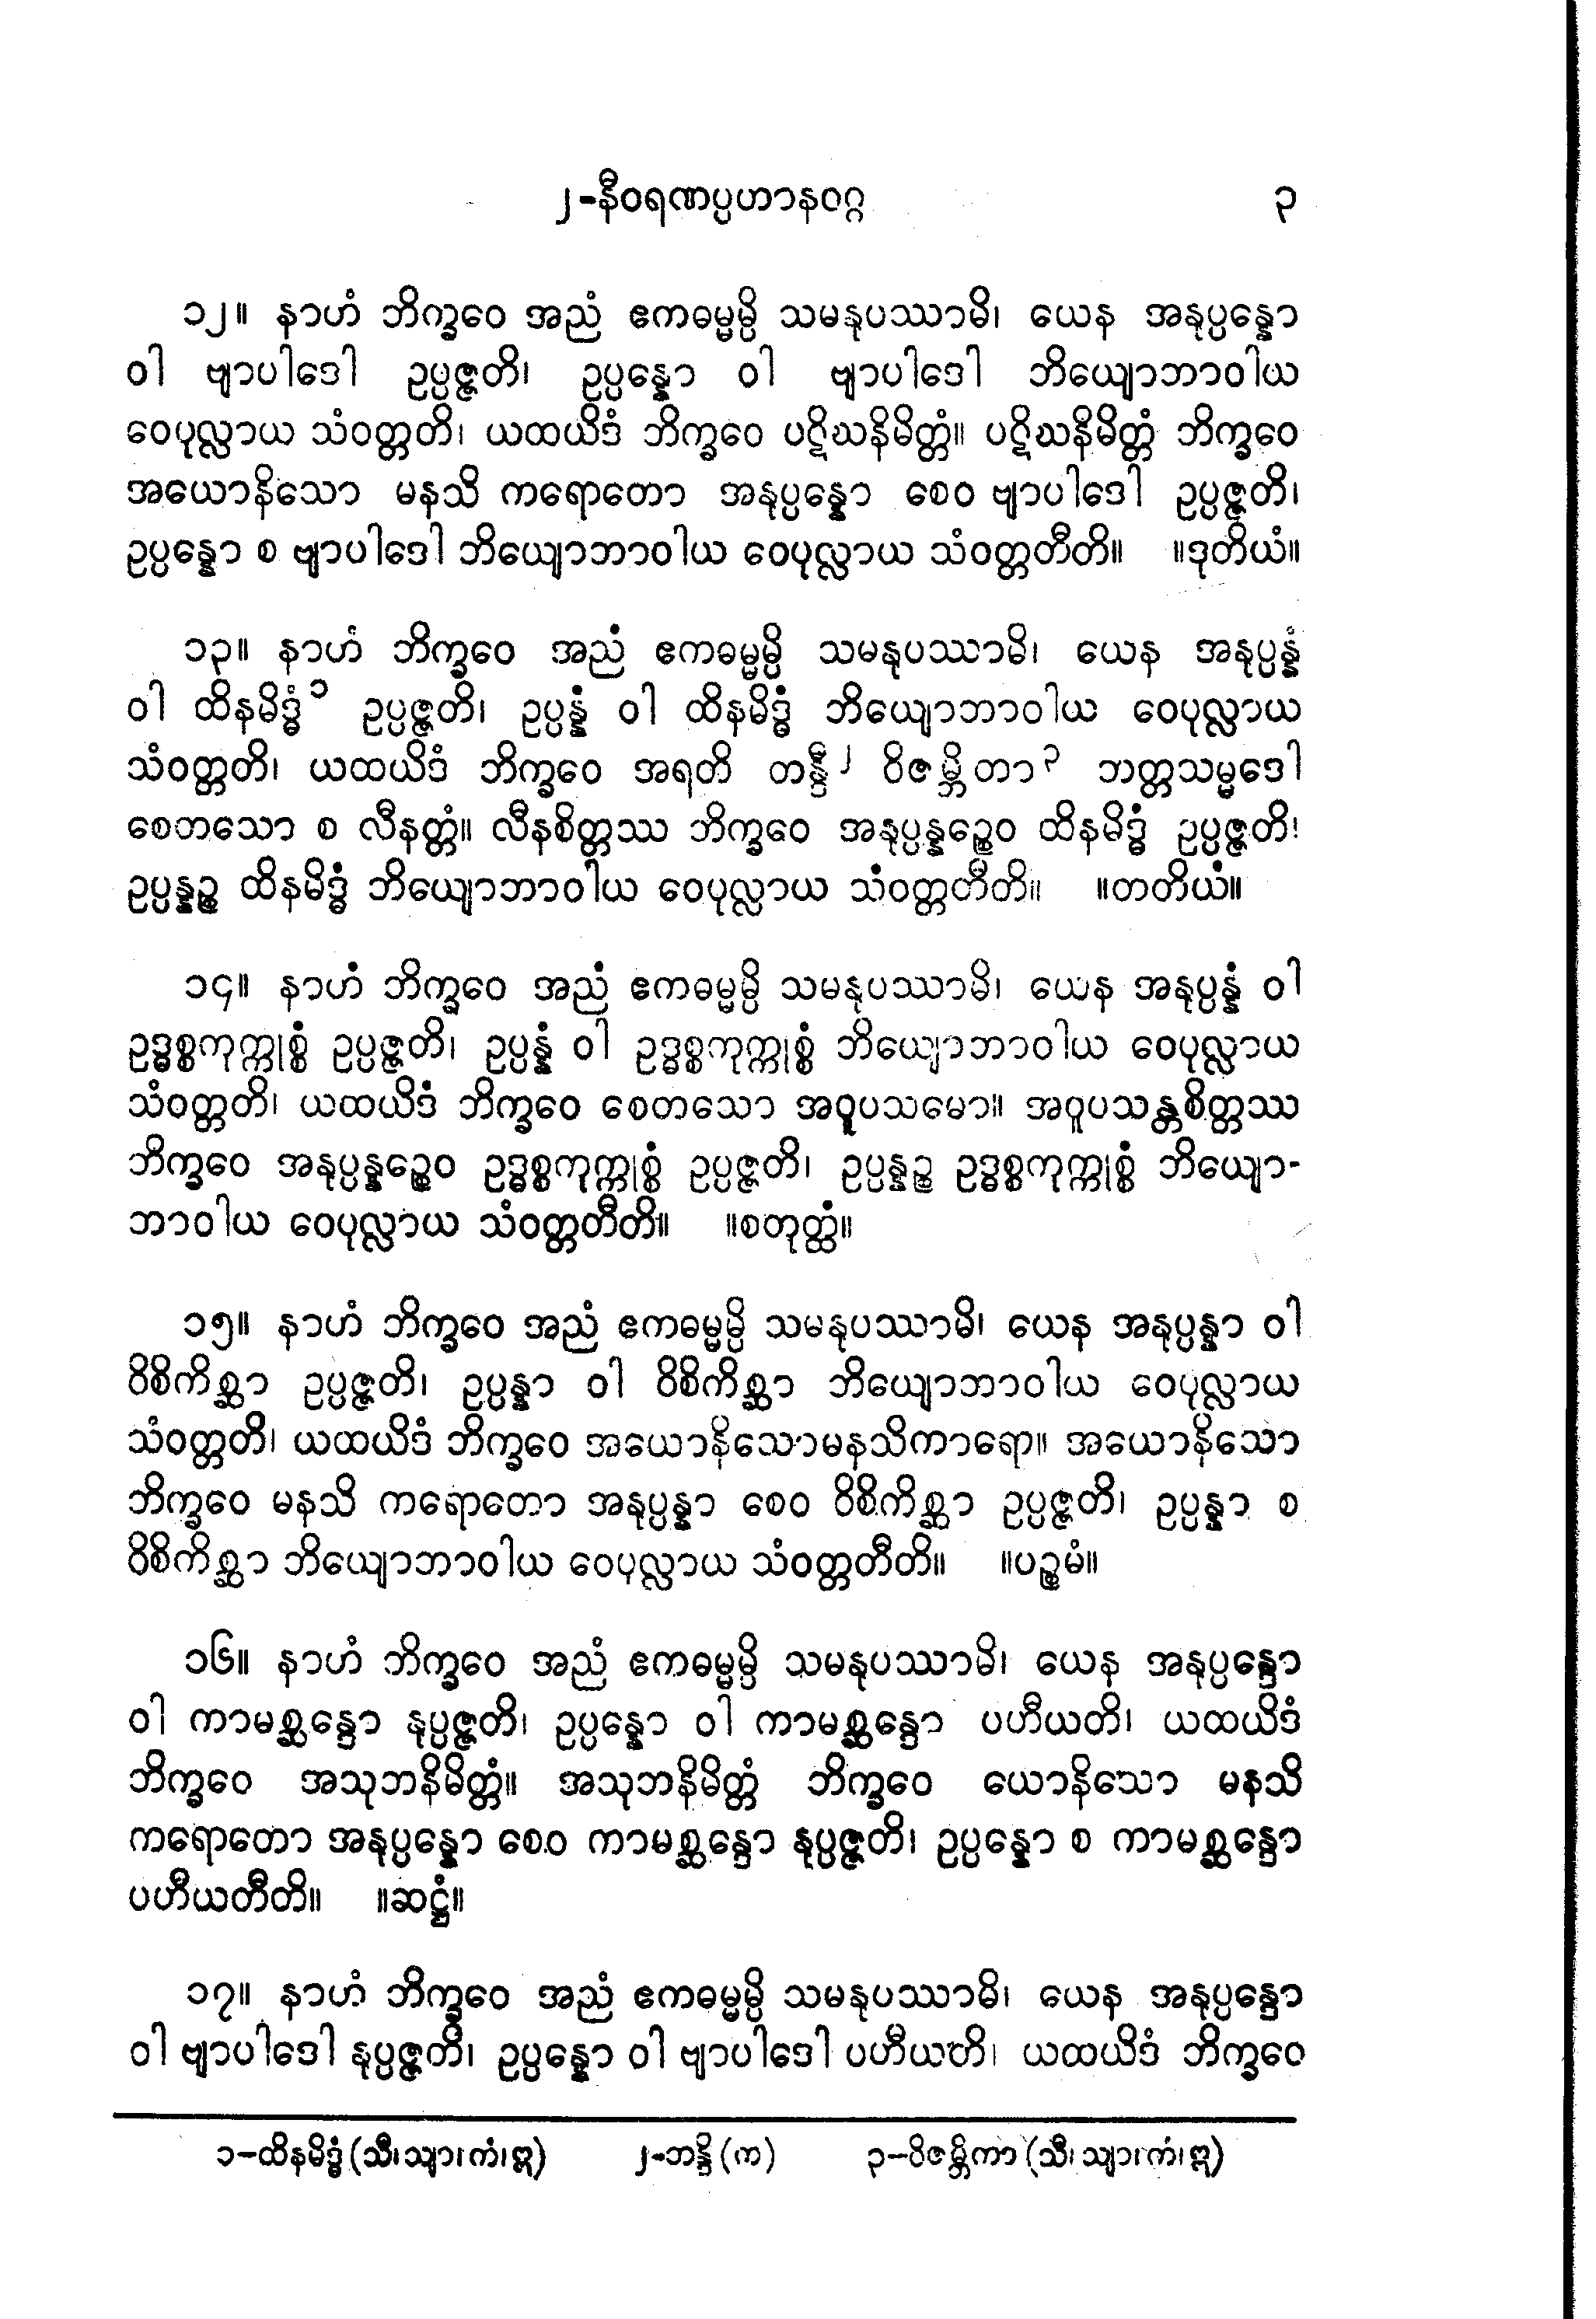 ၂-နီဝရဏပ္ပဟာနဝဂ္ဂ ၃
၁၂။ နာဟံ ဘိက္ခဝေ အညံ ဧကဓမ္မမ္ပိ သမနုပဿာမိ၊ ယေန အနုပ္ပန္နော
ဝါ ဗျာပါဒေါ ဥပ္ပဇ္ဇတိ၊ ဥပ္ပန္နော ဝါ ဗျာပါဒေါ ဘိယျောဘာဝါယ
ဝေပုလ္လာယ သံဝတ္တတိ၊ ယထယိဒံ ဘိက္ခဝေ ပဋိဃနိမိတ္တံ။ ပဋိဃနိမိတ္တံ ဘိက္ခဝေ
အယောနိသော မနသိ ကရောတော အနုပ္ပန္နော စေဝ ဗျာပါဒေါ ဥပ္ပဇ္ဇတိ၊
ဥပ္ပန္နော စ ဗျာပါဒေါ ဘိယျောဘာဝါယ ဝေပုလ္လာယ သံဝတ္တတီတိ။ ။ဒုတိယံ။
၁၃။ နာဟံ ဘိက္ခဝေ အညံ ဧကဓမ္မမ္ပိ သမနုပဿာမိ၊ ယေန အနုပ္ပန္နံ
ဝါ ထိနမိဒ္ဓံ၁ ဥပ္ပဇ္ဇတိ၊ ဥပ္ပန္နံ ဝါ ထိနမိဒ္ဓံ ဘိယျောဘာဝါယ ဝေပုလ္လာယ
သံဝတ္တတိ၊ ယထယိဒံ ဘိက္ခဝေ အရတိ တန္ဒီ၂ ဝိဇမ္ဘိတာ၃ ဘတ္တသမ္မဒေါ
စေတသော စ လီနတ္တံ။ လီနစိတ္တဿ ဘိက္ခဝေ အနုပ္ပန္နဉ္စေဝ ထိနမိဒ္ဓံ ဥပ္ပဇ္ဇတိ၊
ဥပ္ပန္နဉ္စ ထိနမိဒ္ဓံ ဘိယျောဘာဝါယ ဝေပုလ္လာယ သံဝတ္တတီတိ။ ။တတိယံ။
၁၄။ နာဟံ ဘိက္ခဝေ အညံ ဧကဓမ္မမ္ပိ သမနုပဿာမိ၊ ယေန အနုပ္ပန္နံ ဝါ
ဥဒ္ဓစ္စကုက္ကုစ္စံ ဥပ္ပဇ္ဇတိ၊ ဥပ္ပန္နံ ဝါ ဥဒ္ဓစ္စကုက္ကုစ္စံ ဘိယျောဘာဝါယ ဝေပုလ္လာယ
သံဝတ္တတိ၊ ယထယိဒံ ဘိက္ခဝေ စေတသော အဝူပသမော။ အဝူပသန္တစိတ္တဿ
ဘိက္ခဝေ အနုပ္ပန္နဉ္စေဝ ဥဒ္ဓစ္စကုက္ကုစ္စံ ဥပ္ပဇ္ဇတိ၊ ဥပ္ပန္နဉ္စ ဥဒ္ဓစ္စကုက္ကုစ္စံ ဘိယျော-
ဘာဝါယ ဝေပုလ္လာယ သံဝတ္တတီတိ။ ။စတုတ္ထံ။
၁၅။ နာဟံ ဘိက္ခဝေ အညံ ဧကဓမ္မမ္ပိ သမနုပဿာမိ၊ ယေန အနုပ္ပန္နာ ဝါ
ဝိစိကိစ္ဆာ ဥပ္ပဇ္ဇတိ၊ ဥပ္ပန္နာ ဝါ ဝိစိကိစ္ဆာ ဘိယျောဘာဝါယ ဝေပုလ္လာယ
သံဝတ္တတိ၊ ယထယိဒံ ဘိက္ခဝေ အယောနိသောမနသိကာရော။ အယောနိသော
ဘိက္ခဝေ မနသိ ကရောတော အနုပ္ပန္နာ စေဝ ဝိစိကိစ္ဆာ ဥပ္ပဇ္ဇတိ၊ ဥပ္ပန္နာ စ
ဝိစိကိစ္ဆာ ဘိယျောဘာဝါယ ဝေပုလ္လာယ သံဝတ္တတီတိ။ ။ပဉ္စမံ။
၁၆။ နာဟံ ဘိက္ခဝေ အညံ ဧကဓမ္မမ္ပိ သမနုပဿာမိ၊ ယေန အနုပ္ပန္နော
ဝါ ကာမစ္ဆန္ဒော နုပ္ပဇ္ဇတိ၊ ဥပ္ပန္နော ဝါ ကာမစ္ဆန္ဒော ပဟီယတိ၊ ယထယိဒံ
ဘိက္ခဝေ အသုဘနိမိတ္တံ။ အသုဘနိမိတ္တံ ဘိက္ခဝေ ယောနိသော မနသိ
ကရောတော အနုပ္ပန္နော စေဝ ကာမစ္ဆန္ဒော နုပ္ပဇ္ဇတိ၊ ဥပ္ပန္နော စ ကာမစ္ဆန္ဒော
ပဟီယတီတိ။ ။ဆဋ္ဌံ။
၁၇။ နာဟံ ဘိက္ခဝေ အညံ ဧကဓမ္မမ္ပိ သမနုပဿာမိ၊ ယေန အနုပ္ပန္နော
ဝါ ဗျာပါဒေါ နုပ္ပဇ္ဇတိ၊ ဥပ္ပန္နော ဝါ ဗျာပါဒေါ ပဟီယတိ၊ ယထယိဒံ ဘိက္ခဝေ
၁-ထိနမိဒ္ဓံ (သီ၊ သျာ၊ ကံ၊ ဣ) ၂-တန္ဒိ (က) ၃-ဝိဇမ္ဘိကာ (သီ၊ သျာ၊ ကံ၊ ဣ)